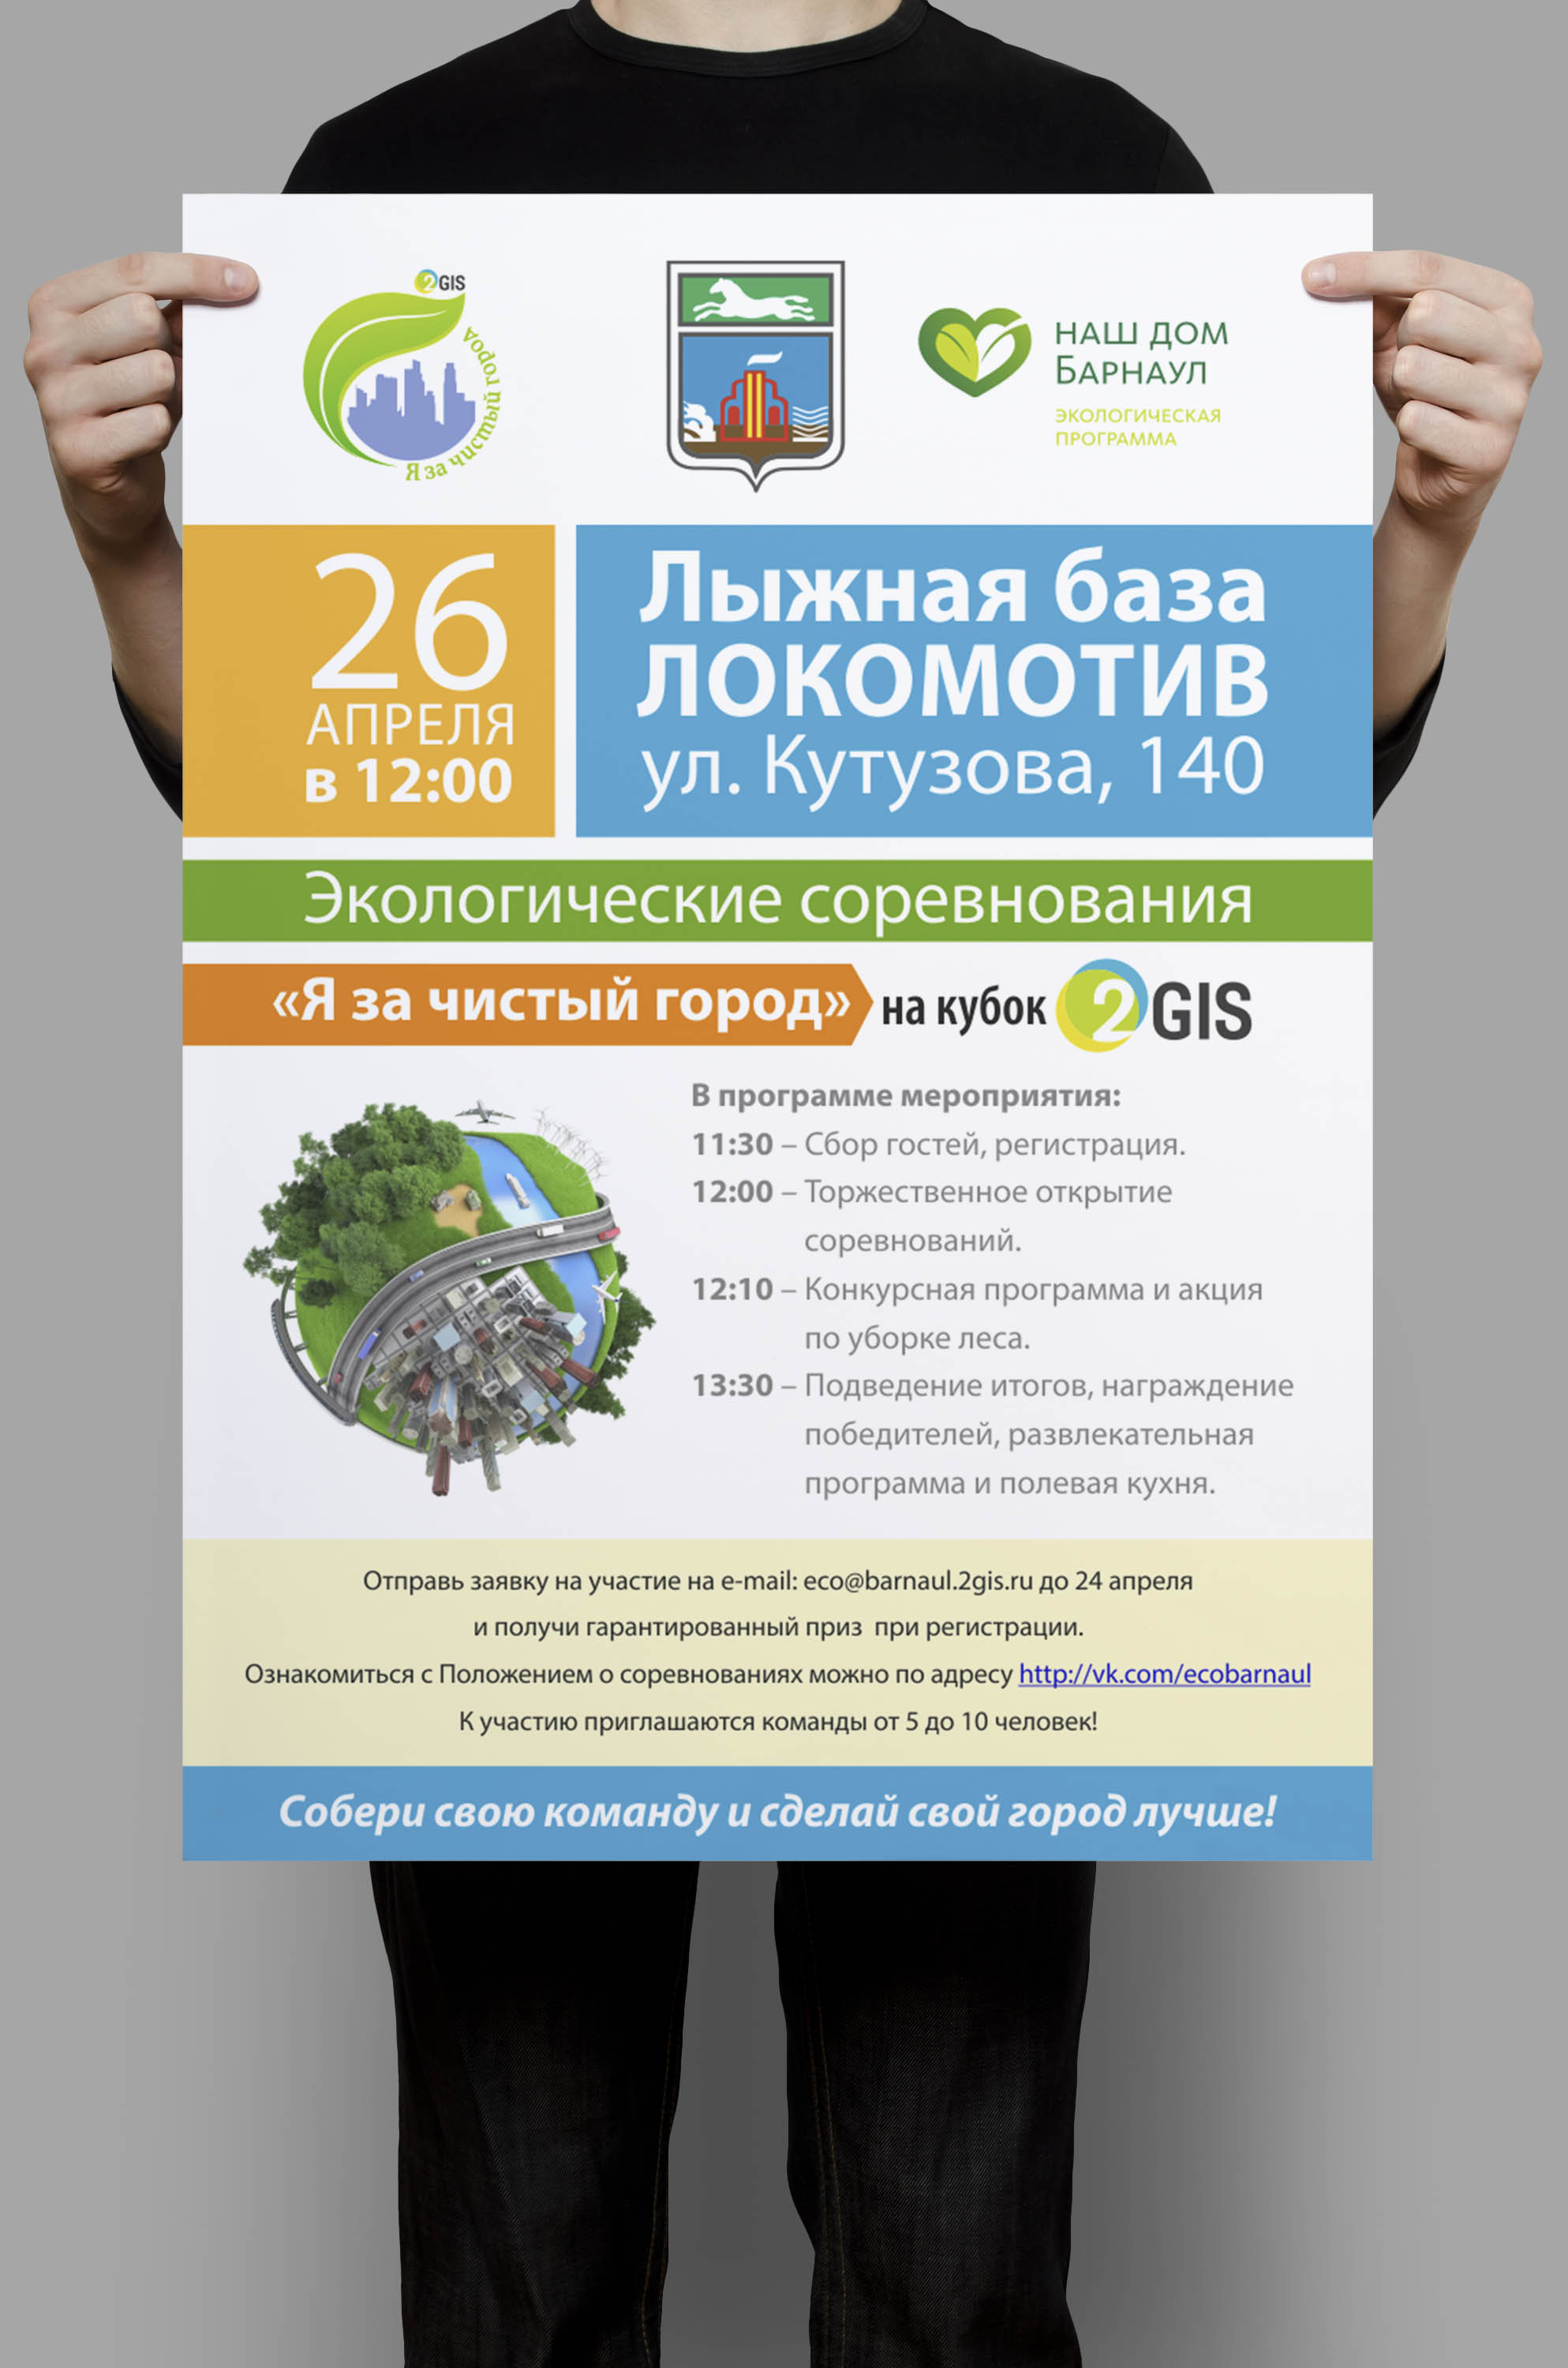 2GIS
Я за чистый город
НАШ ДОМ
БАРНАУЛ
ЭКОЛОГИЧЕСКАЯ
ПРОГРАММА
26
АПРЕЛЯ
в 12:00
Лыжная база
ЛОКОМОТИВ
ул. Кутузова, 140
Экологические соревнования
«Я за чистый город» на кубок 2GIS
В программе мероприятия:
11:30 – Сбор гостей, регистрация.
12:00 – Торжественное открытие
соревнований.
12:10 – Конкурсная программа и акция
по уборке леса.
13:30 – Подведение итогов, награждение
победителей, развлекательная
программа и полевая кухня.
Отправь заявку на участие на e-mail: eco@barnaul.2gis.ru до 24 апреля
и получи гарантированный приз при регистрации.
Ознакомиться с Положением о соревнованиях можно по адресу http://vk.com/ecobarnaul
К участию приглашаются команды от 5 до 10 человек!
Собери свою команду и сделай свой город лучше!